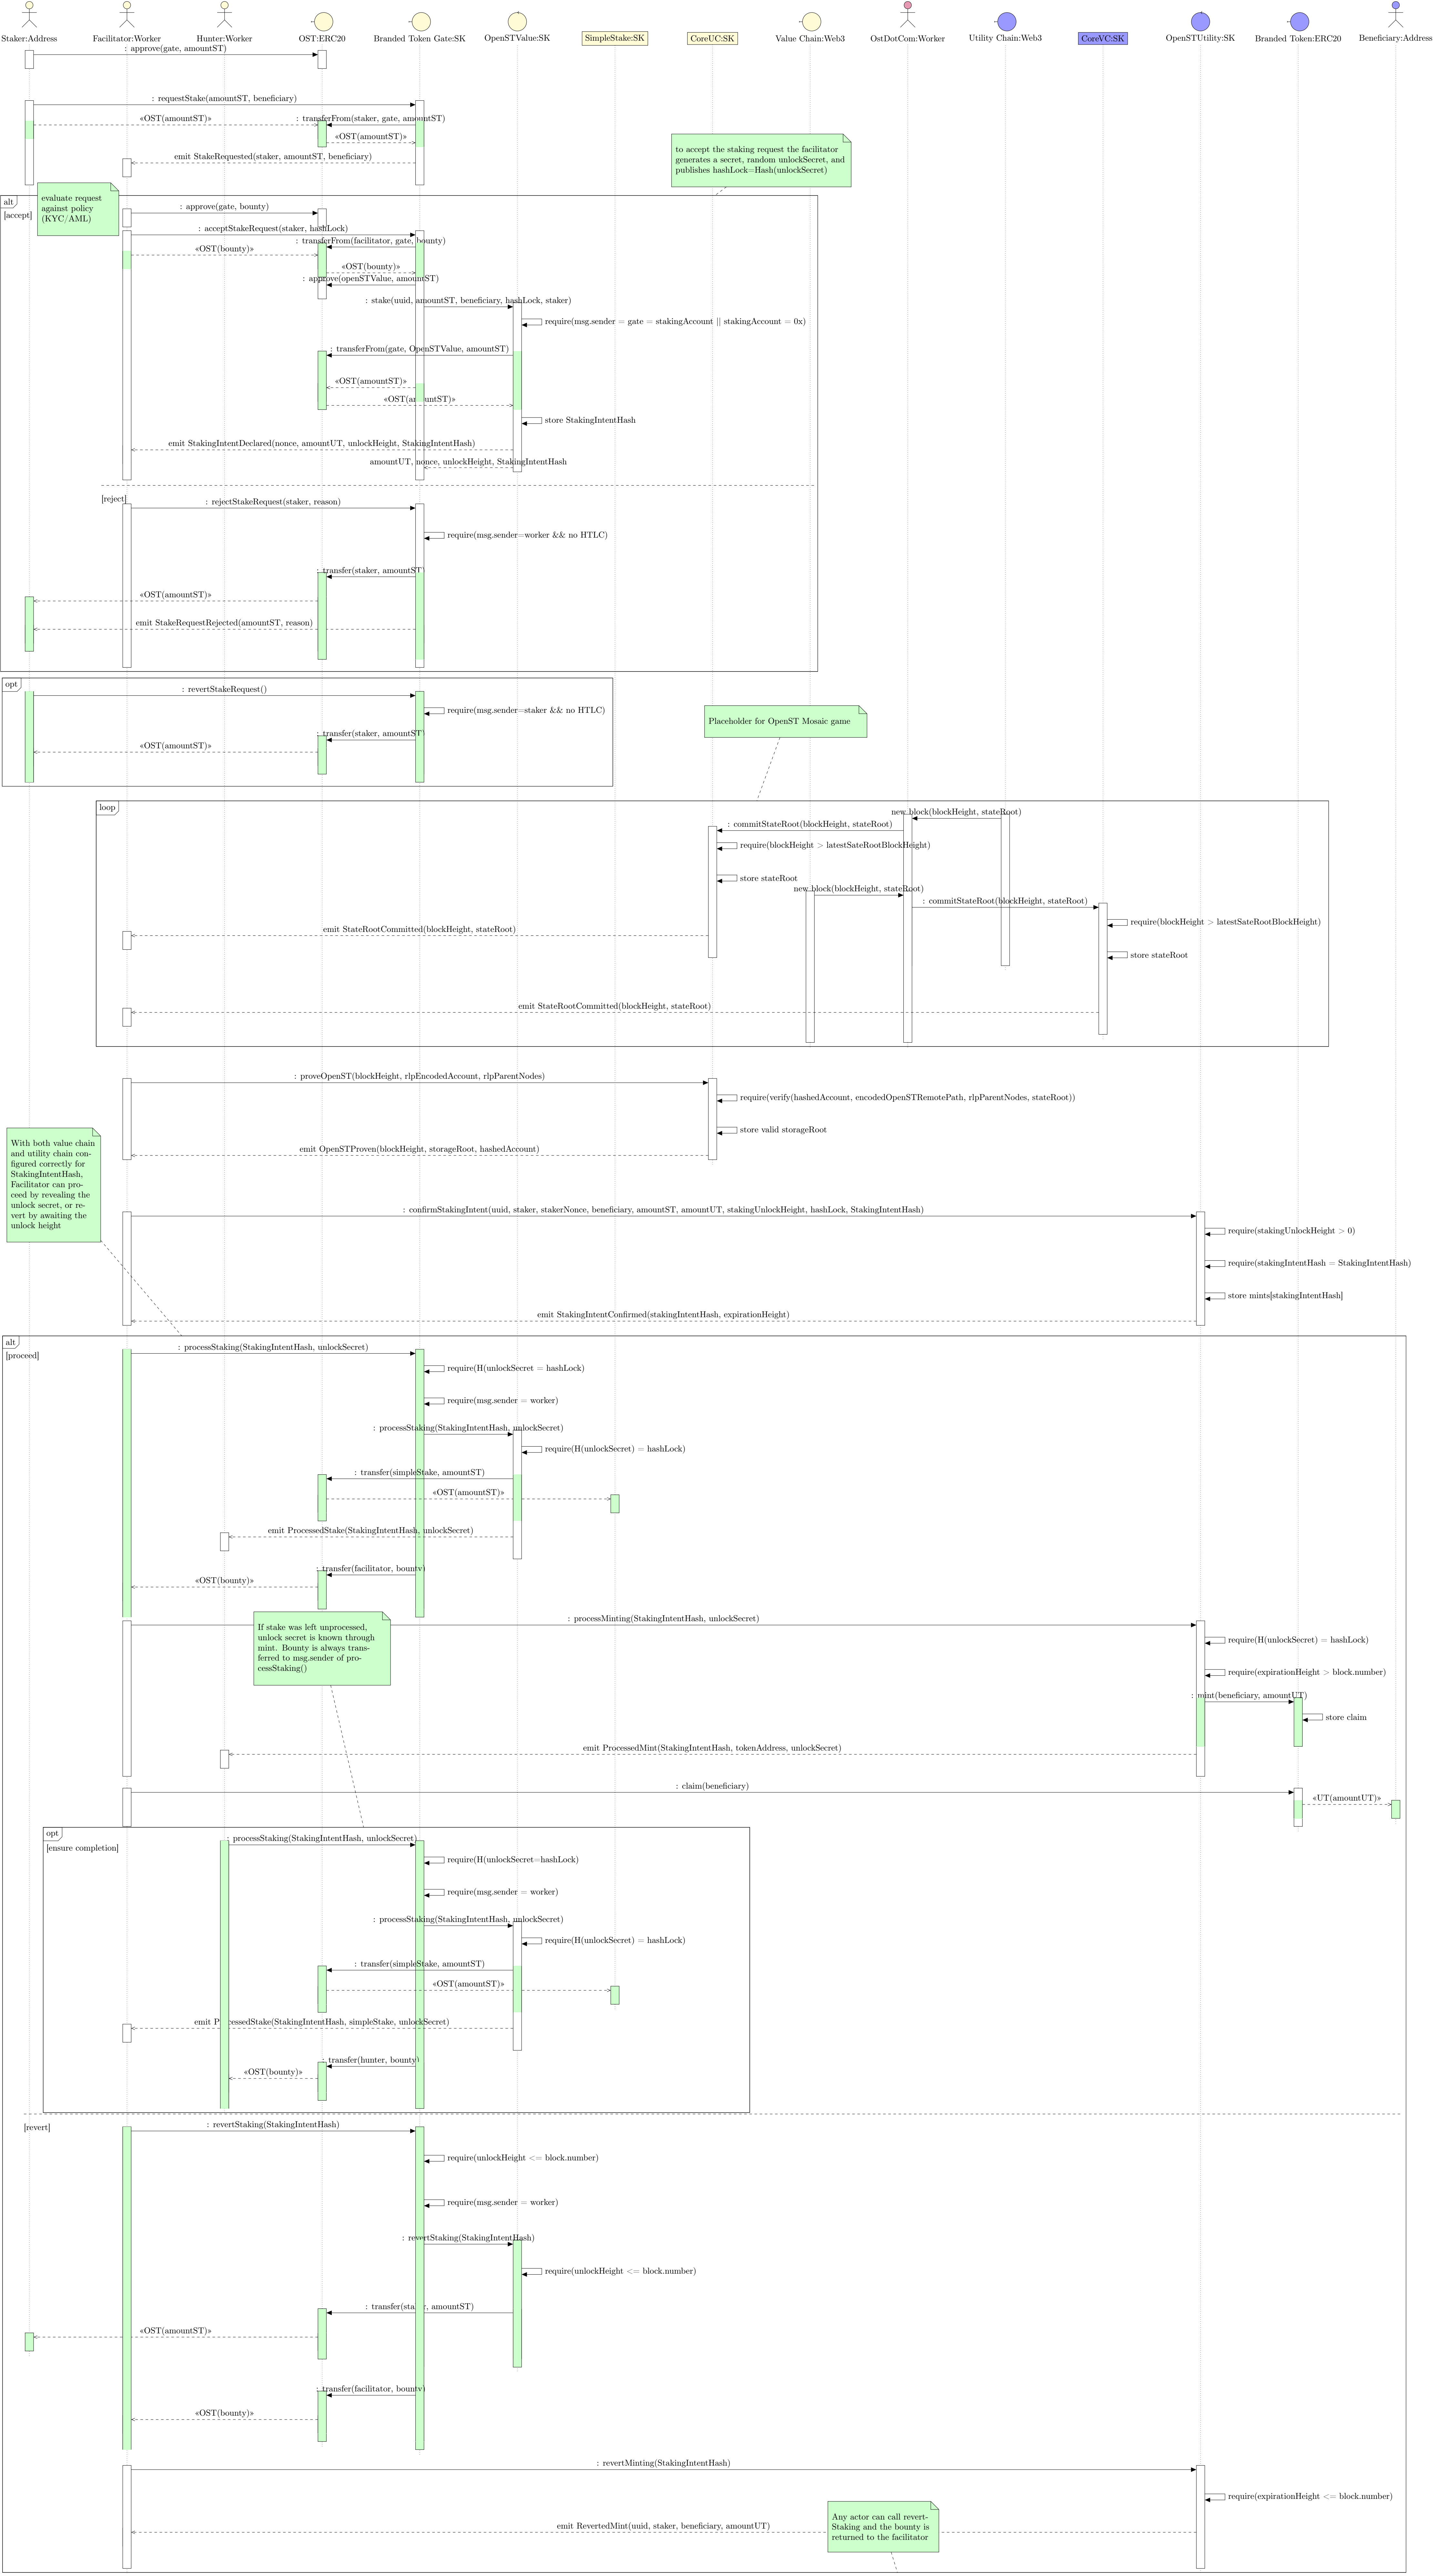 Staker:Address
Facilitator:Worker
Hunter:Worker
OST:ERC20
Branded Token Gate:SK
OpenSTValue:SK
SimpleStake:SK
CoreUC:SK
Value Chain:Web3
OstDotCom:Worker
Utility Chain:Web3
CoreVC:SK
OpenSTUtility:SK
Branded Token:ERC20
Beneficiary:Address
: approve(gate, amountST)
: requestStake(amountST, beneficiary)
«OST(amountST)»
: transferFrom(staker, gate, amountST)
«OST(amountST)»
emit StakeRequested(staker, amountST, beneficiary)
to accept the staking request the facilitator
generates a secret, random unlockSecret, and
publishes hashLock=Hash(unlockSecret)
alt
[accept]
evaluate request
against policy
(KYC/AML)
: approve(gate, bounty)
: acceptStakeRequest(staker, hashLock)
: transferFrom(facilitator, gate, bounty)
«OST(bounty)»
«OST(bounty)»
: approve(openSTValue, amountST)
: stake(uuid, amountST, beneficiary, hashLock, staker)
require(msg.sender = gate = stakingAccount || stakingAccount = 0x)
: transferFrom(gate, OpenSTValue, amountST)
«OST(amountST)»
«OST(amountST)»
store StakingIntentHash
emit StakingIntentDeclared(nonce, amountUT, unlockHeight, StakingIntentHash)
amountUT, nonce, unlockHeight, StakingIntentHash
[reject]
: rejectStakeRequest(staker, reason)
require(msg.sender=worker && no HTLC)
: transfer(staker, amountST)
«OST(amountST)»
emit StakeRequestRejected(amountST, reason)
opt
: revertStakeRequest()
require(msg.sender=staker && no HTLC)
: transfer(staker, amountST)
«OST(amountST)»
Placeholder for OpenST Mosaic game
loop
new block(blockHeight, stateRoot)
: commitStateRoot(blockHeight, stateRoot)
require(blockHeight > latestSateRootBlockHeight)
store stateRoot
new block(blockHeight, stateRoot)
: commitStateRoot(blockHeight, stateRoot)
require(blockHeight > latestSateRootBlockHeight)
emit StateRootCommitted(blockHeight, stateRoot)
store stateRoot
emit StateRootCommitted(blockHeight, stateRoot)
: proveOpenST(blockHeight, rlpEncodedAccount, rlpParentNodes)
require(verify(hashedAccount, encodedOpenSTRemotePath, rlpParentNodes, stateRoot))
store valid storageRoot
emit OpenSTProven(blockHeight, storageRoot, hashedAccount)
With both value chain
and utility chain con-
figured correctly for
StakingIntentHash,
Facilitator can pro-
ceed by revealing the
unlock secret, or re-
vert by awaiting the
unlock height
: confirmStakingIntent(uuid, staker, stakerNonce, beneficiary, amountST, amountUT, stakingUnlockHeight, hashLock, StakingIntentHash)
require(stakingUnlockHeight > 0)
require(stakingIntentHash = StakingIntentHash)
store mints[stakingIntentHash]
emit StakingIntentConfirmed(stakingIntentHash, expirationHeight)
alt
[proceed]
: processStaking(StakingIntentHash, unlockSecret)
require(H(unlockSecret = hashLock)
require(msg.sender = worker)
: processStaking(StakingIntentHash, unlockSecret)
require(H(unlockSecret) = hashLock)
: transfer(simpleStake, amountST)
«OST(amountST)»
emit ProcessedStake(StakingIntentHash, unlockSecret)
: transfer(facilitator, bounty)
«OST(bounty)»
: processMinting(StakingIntentHash, unlockSecret)
If stake was left unprocessed,
unlock secret is known through
mint. Bounty is always trans-
ferred to msg.sender of pro-
cessStaking()
require(H(unlockSecret) = hashLock)
require(expirationHeight > block.number)
: mint(beneficiary, amountUT)
store claim
emit ProcessedMint(StakingIntentHash, tokenAddress, unlockSecret)
: claim(beneficiary)
«UT(amountUT)»
opt
[ensure completion]
: processStaking(StakingIntentHash, unlockSecret)
require(H(unlockSecret=hashLock)
require(msg.sender = worker)
: processStaking(StakingIntentHash, unlockSecret)
require(H(unlockSecret) = hashLock)
: transfer(simpleStake, amountST)
«OST(amountST)»
emit ProcessedStake(StakingIntentHash, simpleStake, unlockSecret)
: transfer(hunter, bounty)
«OST(bounty)»
[revert]
: revertStaking(StakingIntentHash)
require(unlockHeight <= block.number)
require(msg.sender = worker)
: revertStaking(StakingIntentHash)
require(unlockHeight <= block.number)
: transfer(staker, amountST)
«OST(amountST)»
: transfer(facilitator, bounty)
«OST(bounty)»
: revertMinting(StakingIntentHash)
require(expirationHeight <= block.number)
Any actor can call revert-
Staking and the bounty is
returned to the facilitator
emit RevertedMint(uuid, staker, beneficiary, amountUT)